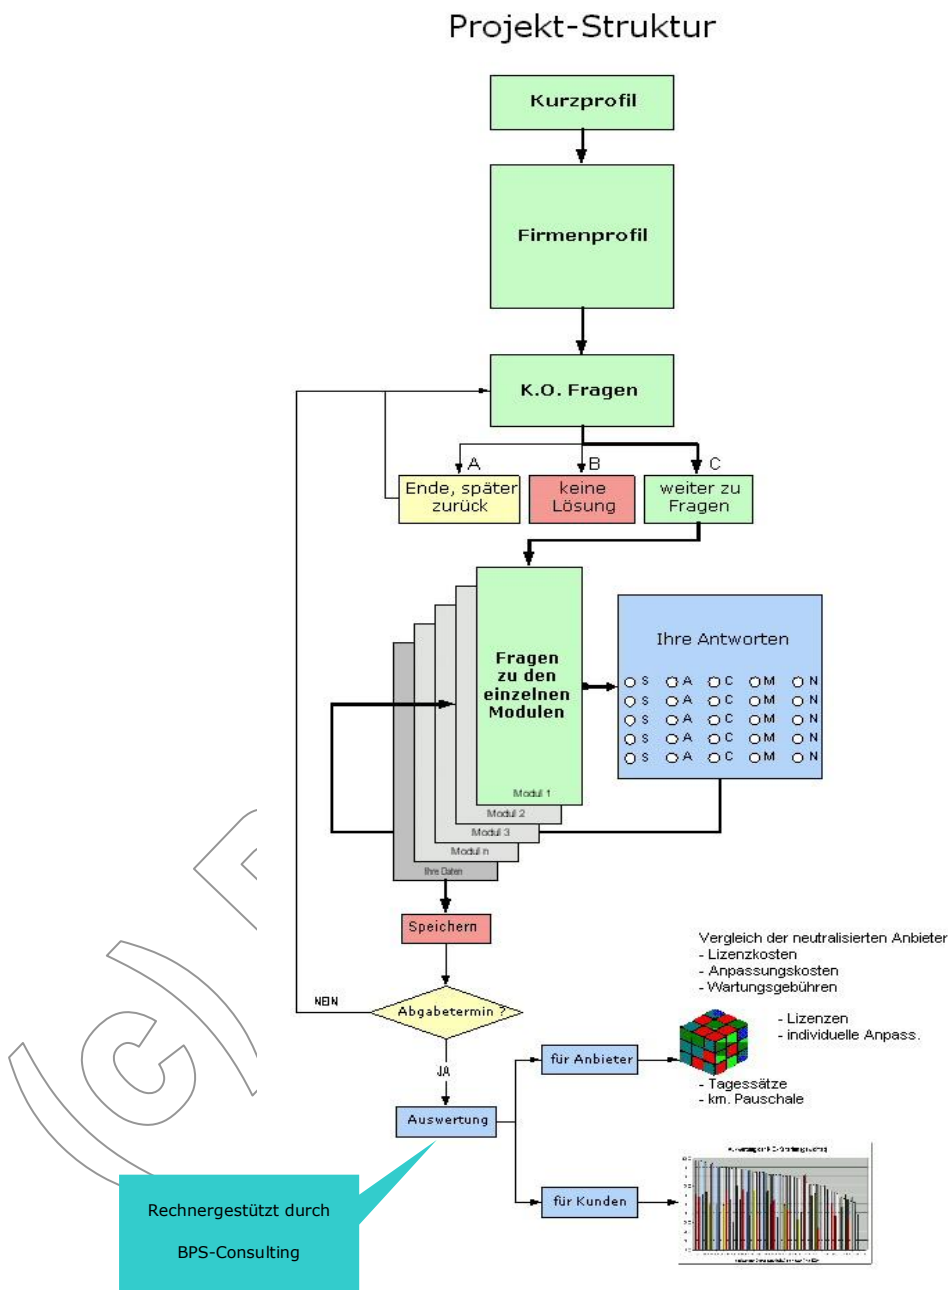 Projekt-Struktur
Kurzprofil
Firmenprofil
K.O. Fragen
A
B
C
Ende, später
zurück
keine
Lösung
weiter zu
Fragen
Fragen
zu den
einzelnen
Modulen
Modul 1
Modul 2
Modul 3
Modul n
Ihre Daten
Ihre Antworten
S A C M N
S A C M N
S A C M N
S A C M N
S A C M N
Speichern
Abgabetermin ?
NEIN
JA
Auswertung
für Anbieter
für Kunden
Vergleich der neutralisierten Anbieter
- Lizenzkosten
- Anpassungskosten
- Wartungsgebühren
- Lizenzen
- individuelle Anpass.
- Tagessätze
- km. Pauschale
Rechnergestützt durch
BPS-Consulting
(c)